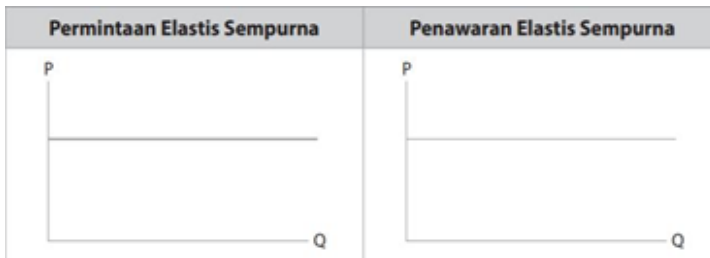 Permintaan Elastis Sempurna
Penawaran Elastis Sempurna
P
P
Q
Q